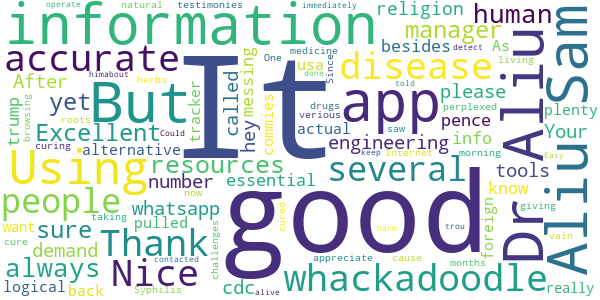 operate natural testimonies One immediately
information religion human
accurate besides manager As detect
After himabout herbs usa medicine Since living
It But disease Aliu Sam
trump browsing yet tracker called hey messing done please plenty
Excellent commies app actual pence Your
roots drugs verious told perplexed
curing alternative Could saw engineering info tools
Using resources several keep internet morning Easy
people number essential know
want sure whatsapp now cured harm foreign giving
taking pulled good Dr Aliu
demand Thank challenges appreciate cause trou vain
always Nice whackadoodle
cure back months
logical Syphilis cdc contacted alive really